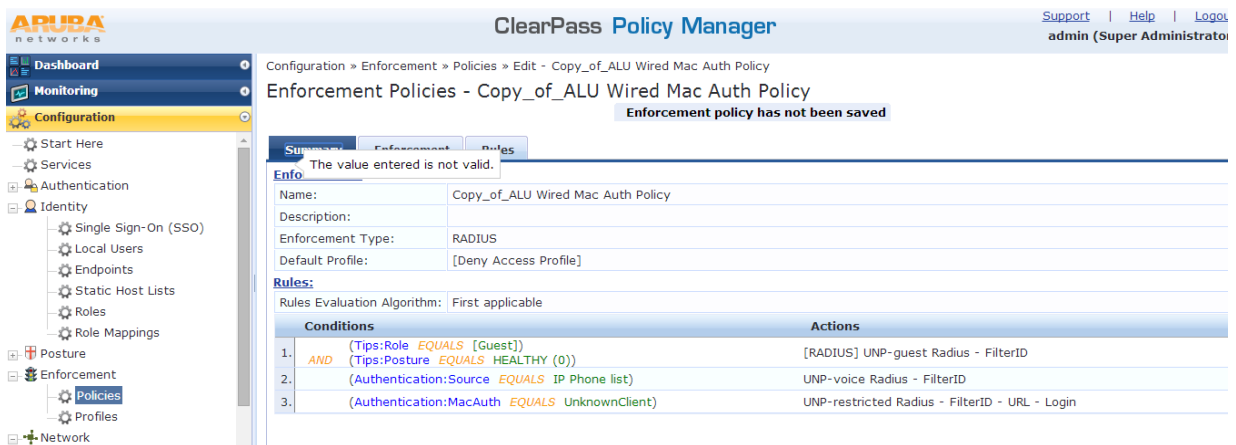 ARUBA
networks
ClearPass Policy Manager
Support | Help | Logou
admin (Super Administrator
Dashboard
Monitoring
Configuration
Start Here
Services
Authentication
Identity
Single Sign-On (SSO)
Local Users
Endpoints
Static Host Lists
Roles
Role Mappings
Posture
Enforcement
Policies
Profiles
Network
Configuration » Enforcement » Policies » Edit - Copy_of_ALU Wired Mac Auth Policy
Enforcement Policies - Copy_of_ALU Wired Mac Auth Policy
Enforcement policy has not been saved
Summary Enforcement Rules
The value entered is not valid.
Enfo
Name: Copy_of_ALU Wired Mac Auth Policy
Description:
Enforcement Type: RADIUS
Default Profile: [Deny Access Profile]
Rules:
Rules Evaluation Algorithm: First applicable
Conditions Actions
1. (Tips:Role EQUALS [Guest])
AND (Tips:Posture EQUALS HEALTHY (0)) [RADIUS] UNP-guest Radius - FilterID
2. (Authentication:Source EQUALS IP Phone list) UNP-voice Radius - FilterID
3. (Authentication:MacAuth EQUALS UnknownClient) UNP-restricted Radius - FilterID - URL - Login